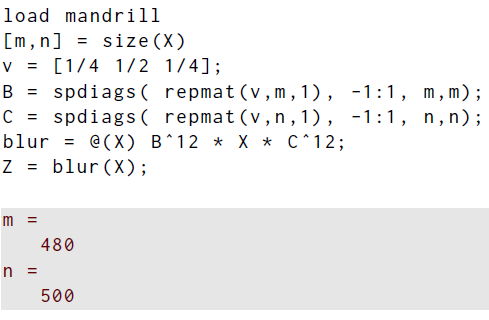 load mandrill
[m,n] = size(X)
v = [1/4 1/2 1/4];
B = spdiags( repmat(v,m,1), -1:1, m,m);
C = spdiags( repmat(v,n,1), -1:1, n,n);
blur = @(X) B^12 * X * C^12;
Z = blur(X);
m =
480
n =
500